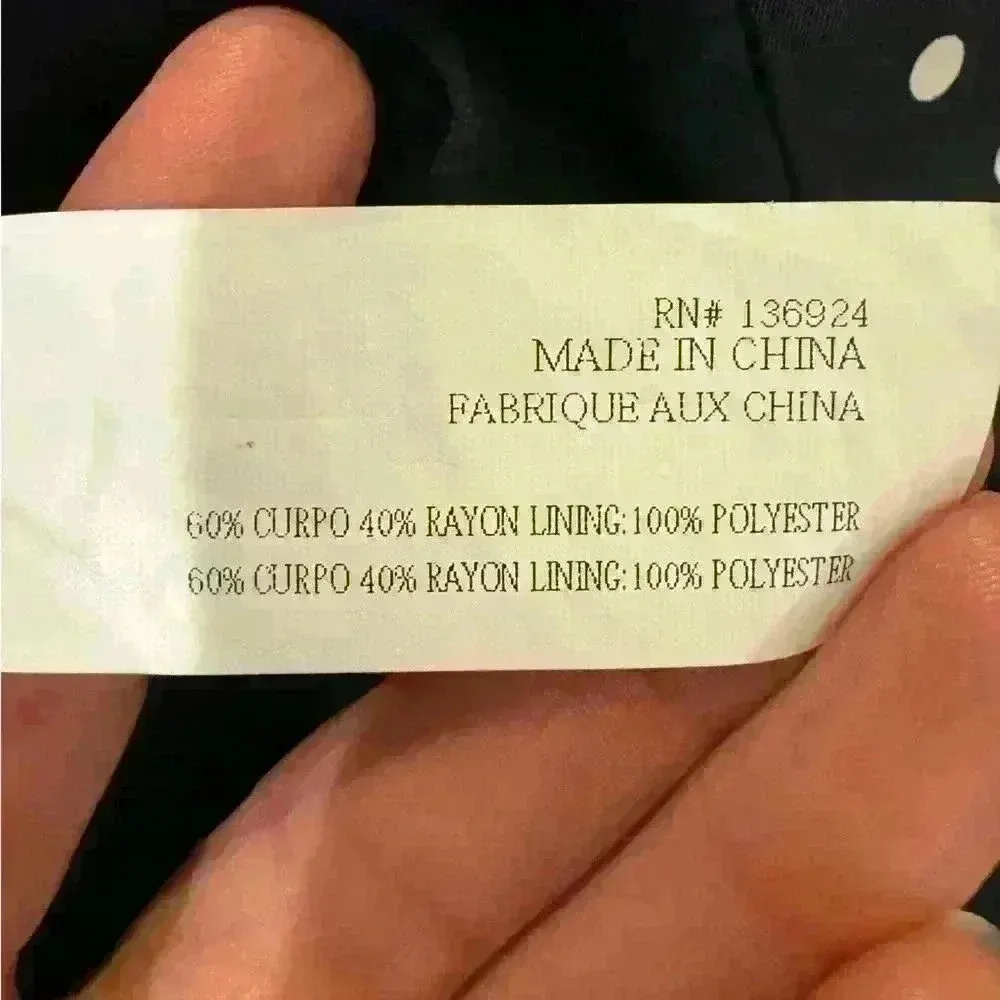 RN# 136924
MADE IN CHINA
FABRIQUE AUX CHINA
60% CURPO 40% RAYON LINING:100% POLYESTER
60% CURPO 40% RAYON LINING:100% POLYESTER